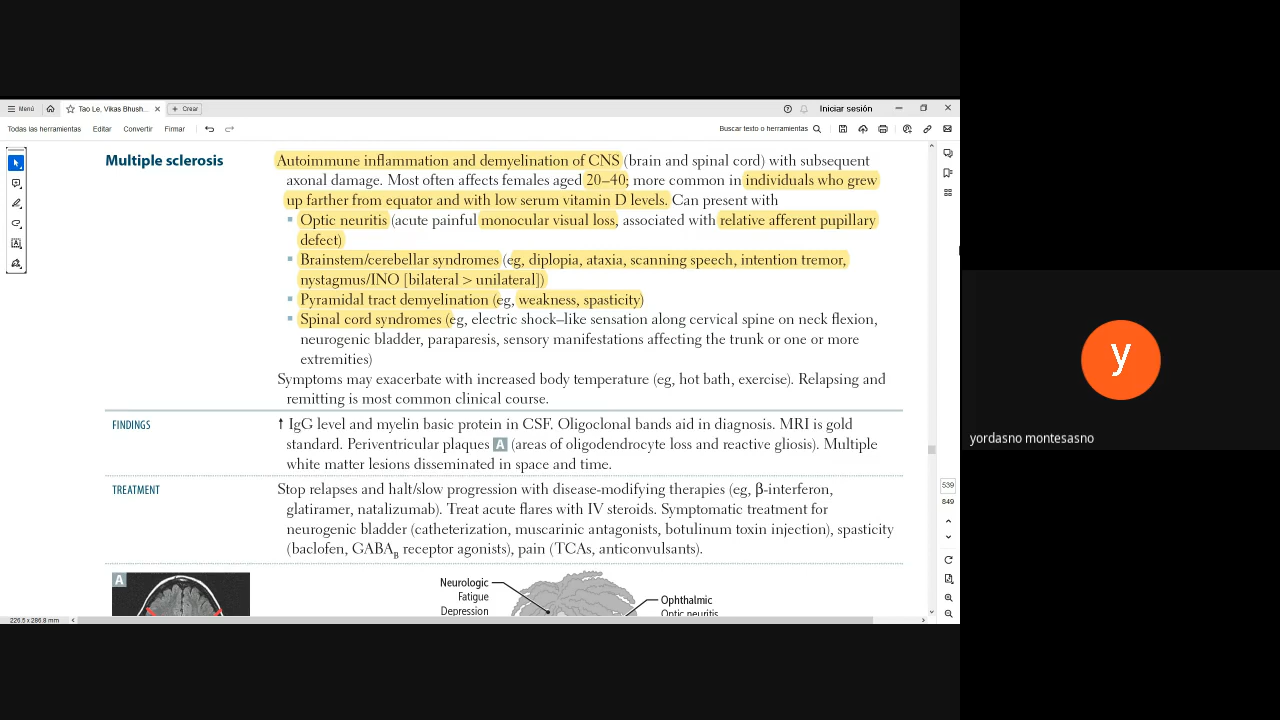 Menú
Tao Le, Vikas Bhush...
Crear
Iniciar sesión
Todas las herramientas Editar Convertir Firmar
Buscar texto o herramientas
Multiple sclerosis
Autoimmune inflammation and demyelination of CNS (brain and spinal cord) with subsequent
axonal damage. Most often affects females aged 20–40; more common in individuals who grew
up farther from equator and with low serum vitamin D levels. Can present with
Optic neuritis (acute painful monocular visual loss, associated with relative afferent pupillary
defect)
Brainstem/cerebellar syndromes (eg, diplopia, ataxia, scanning speech, intention tremor,
nystagmus/INO [bilateral > unilateral])
Pyramidal tract demyelination (eg, weakness, spasticity)
Spinal cord syndromes (eg, electric shock–like sensation along cervical spine on neck flexion,
neurogenic bladder, paraparesis, sensory manifestations affecting the trunk or one or more
extremities)
Symptoms may exacerbate with increased body temperature (eg, hot bath, exercise). Relapsing and
remitting is most common clinical course.
FINDINGS
↑ IgG level and myelin basic protein in CSF. Oligoclonal bands aid in diagnosis. MRI is gold
standard. Periventricular plaques A (areas of oligodendrocyte loss and reactive gliosis). Multiple
white matter lesions disseminated in space and time.
TREATMENT
Stop relapses and halt/slow progression with disease-modifying therapies (eg, β-interferon,
glatiramer, natalizumab). Treat acute flares with IV steroids. Symptomatic treatment for
neurogenic bladder (catheterization, muscarinic antagonists, botulinum toxin injection), spasticity
(baclofen, GABAB receptor agonists), pain (TCAs, anticonvulsants).
A
Neurologic
Fatigue
Depression
Ophthalmic
Optic neuritis
539
849
226.5 x 286.8 mm
y
yordasno montesasno